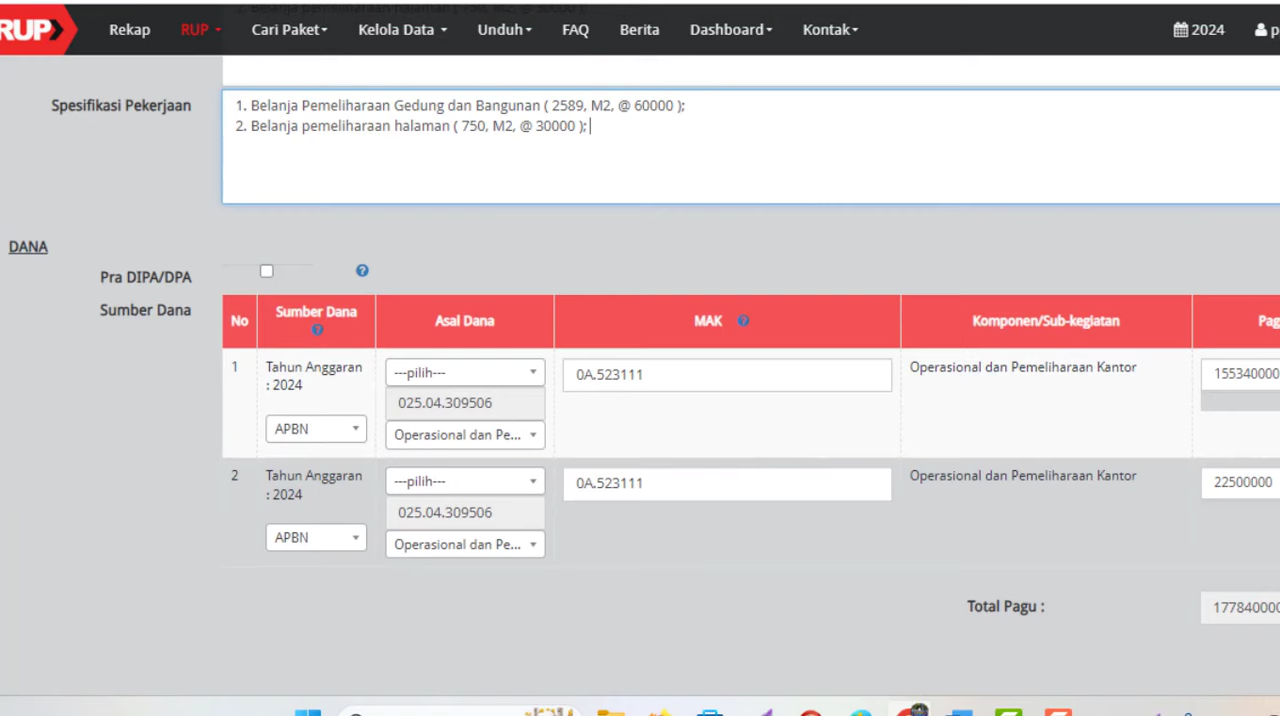 RUP Rekap RUP Cari Paket Kelola Data Unduh FAQ Berita Dashboard Kontak 2024
Spesifikasi Pekerjaan
1. Belanja Pemeliharaan Gedung dan Bangunan ( 2589, M2, @ 60000 );
2. Belanja pemeliharaan halaman ( 750, M2, @ 30000 );
DANA
Pra DIPA/DPA
Sumber Dana
No Sumber Dana Asal Dana MAK Komponen/Sub-kegiatan Pag
1 Tahun Anggaran : 2024 ---pilih--- 0A.523111 Operasional dan Pemeliharaan Kantor 155340000
025.04.309506
APBN Operasional dan Pe...
2 Tahun Anggaran : 2024 ---pilih--- 0A.523111 Operasional dan Pemeliharaan Kantor 22500000
025.04.309506
APBN Operasional dan Pe...
Total Pagu : 177840000